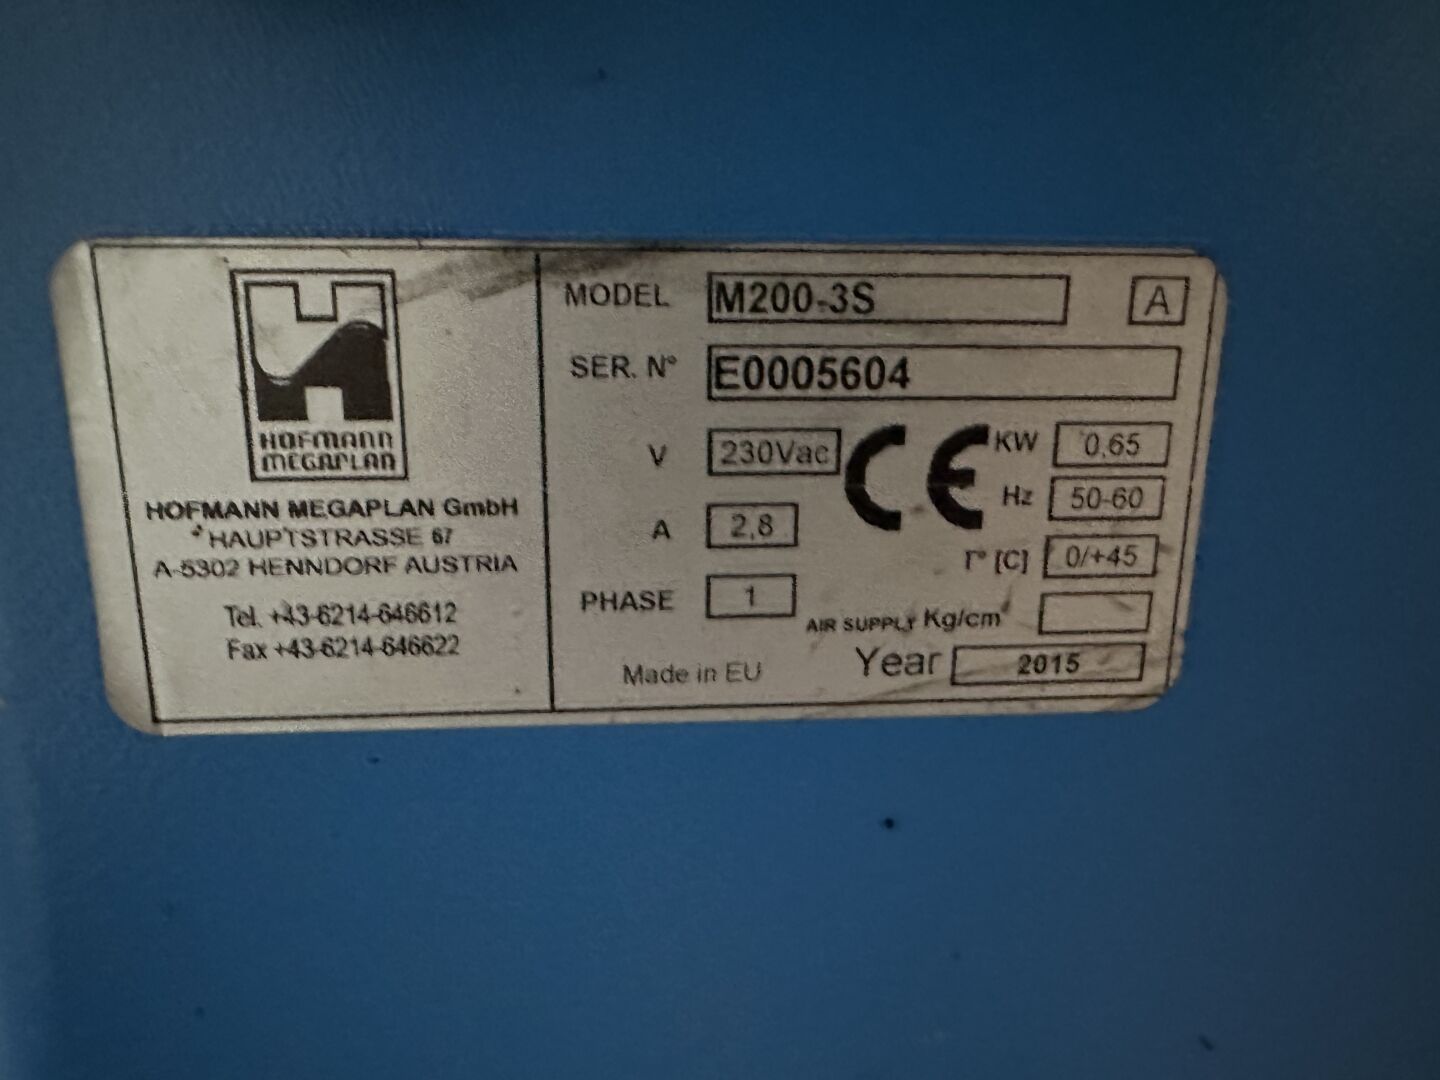 HOFMANN
MEGAPLAN
HOFMANN MEGAPLAN GmbH
HAUPTSTRASSE 67
A-5302 HENNDORF AUSTRIA
Tel. +43-6214-646612
Fax +43-6214-646622
MODEL M200-3S A
SER. N° E0005604
V 230Vac CE KW 0,65
A 2,8 Hz 50-60
T° [C] 0/+45
PHASE 1 AIR SUPPLY Kg/cm²
Made in EU Year 2015